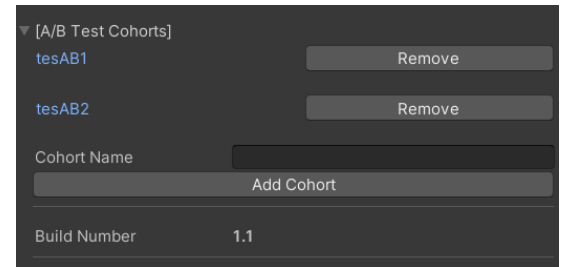 [A/B Test Cohorts]
tesAB1 Remove
tesAB2 Remove
Cohort Name
Add Cohort
Build Number 1.1